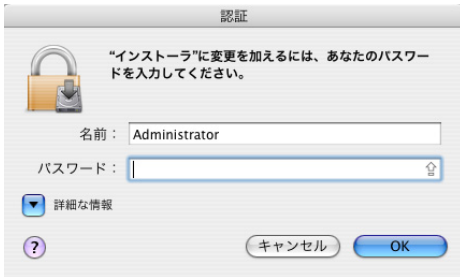 認証
“インストーラ”に変更を加えるには、あなたのパスワー
ドを入力してください。
名前：
Administrator
パスワード：
詳細な情報
?
キャンセル
OK